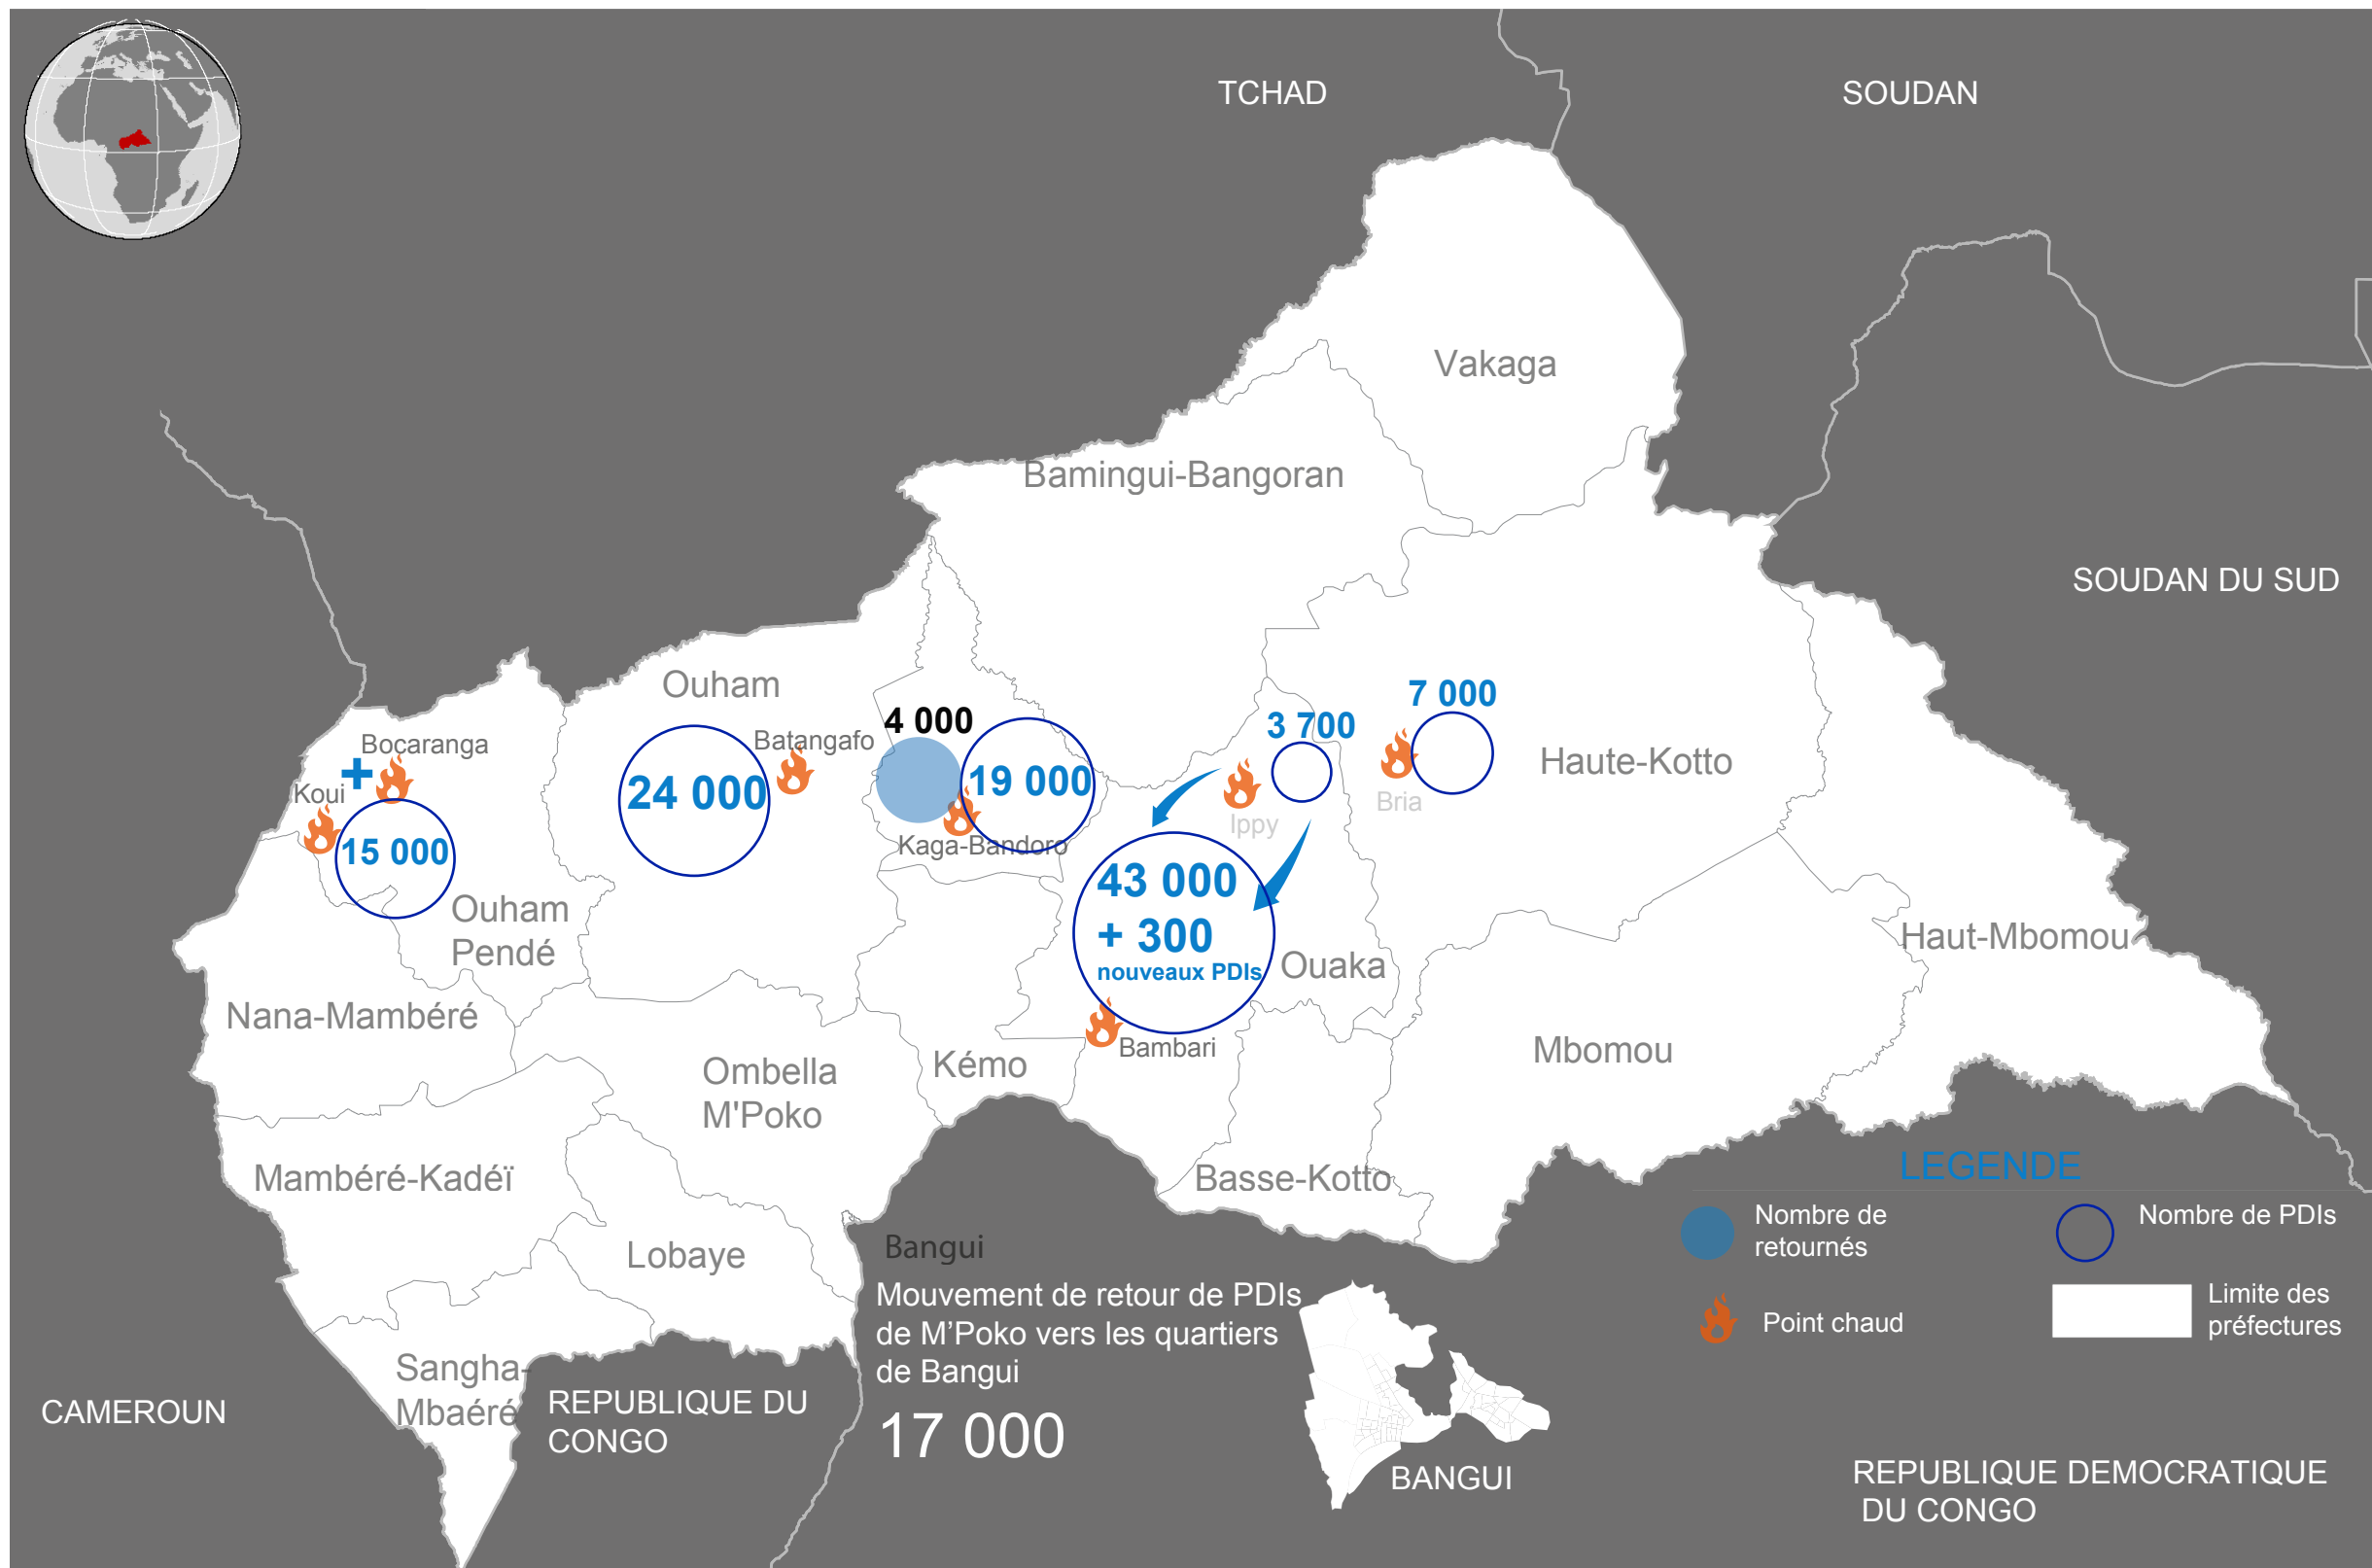 TCHAD
SOUDAN
Vakaga
Bamingui-Bangoran
SOUDAN DU SUD
Ouham
7 000
4 000
3 700
Bocaranga
Batangafo
+
Koui
24 000
19 000
Haute-Kotto
Bria
Ippy
15 000
Kaga-Bandoro
43 000
+ 300
nouveaux PDIs
Ouham
Pendé
Haut-Mbomou
Ouaka
Nana-Mambéré
Bambari
Mbomou
Kémo
Ombella
M'Poko
Mambéré-Kadéï
Basse-Kotto
Lobaye
Bangui
Mouvement de retour de PDIs
de M’Poko vers les quartiers
de Bangui
17 000
BANGUI
Sangha-
Mbaéré
CAMEROUN
REPUBLIQUE DU
CONGO
LEGENDE
Nombre de
retournés
Nombre de PDIs
Point chaud
Limite des
préfectures
REPUBLIQUE DEMOCRATIQUE
DU CONGO